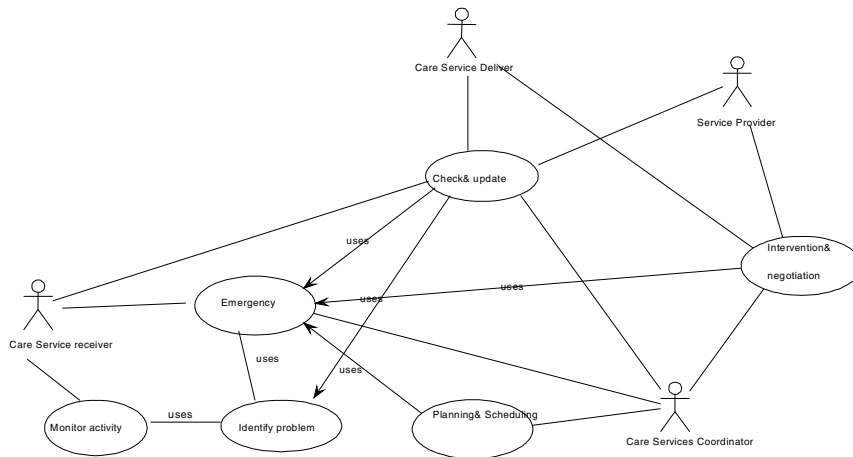 Care Service Deliver
Service Provider
Check& update
uses
Intervention&
negotiation
uses
uses
Emergency
Care Service receiver
uses
uses
Planning& Scheduling
uses
Monitor activity
Identify problem
Care Services Coordinator